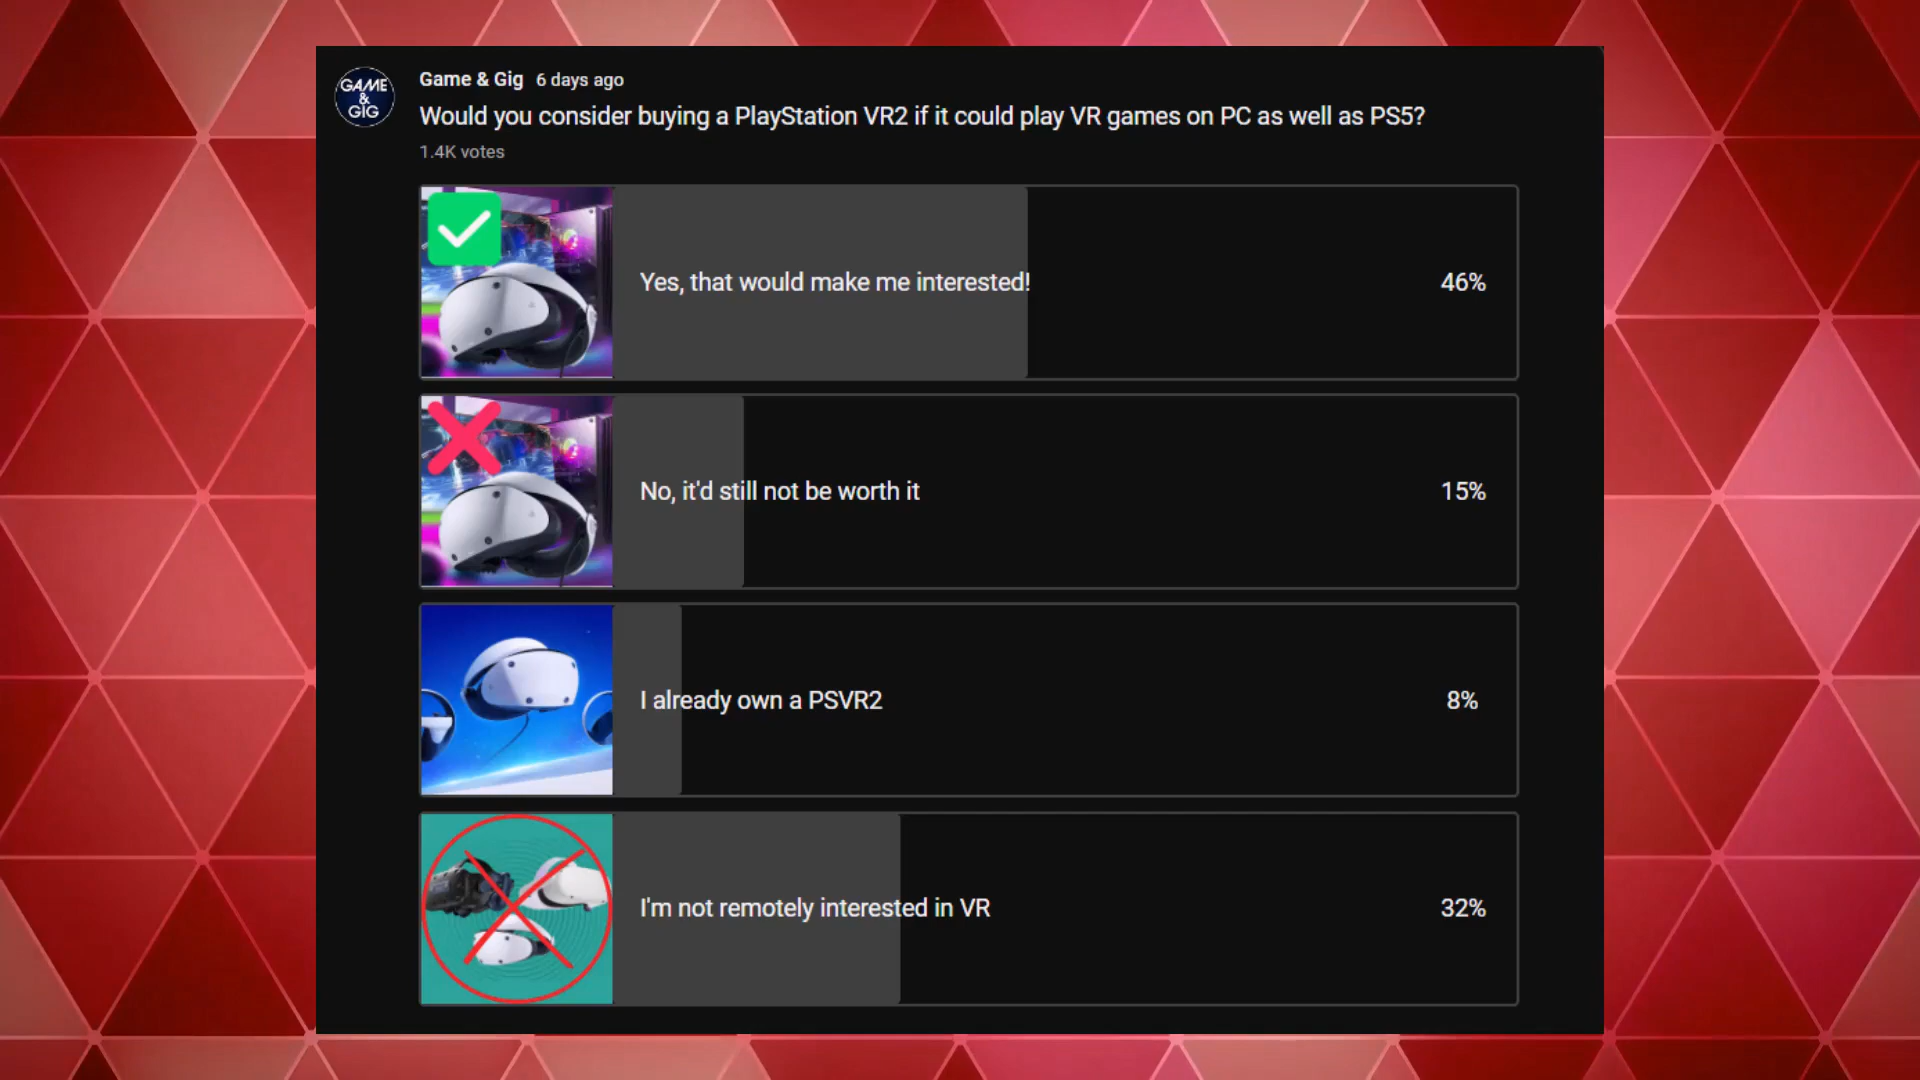 GAME
&
GIG
Game & Gig 6 days ago
Would you consider buying a PlayStation VR2 if it could play VR games on PC as well as PS5?
1.4K votes
Yes, that would make me interested! 46%
No, it'd still not be worth it 15%
I already own a PSVR2 8%
I'm not remotely interested in VR 32%